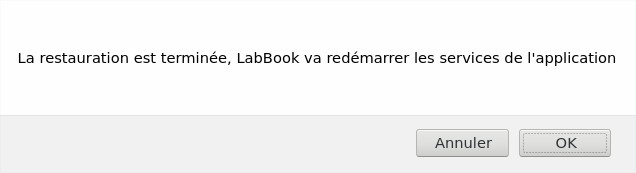 La restauration est terminée, LabBook va redémarrer les services de l'application
Annuler
OK